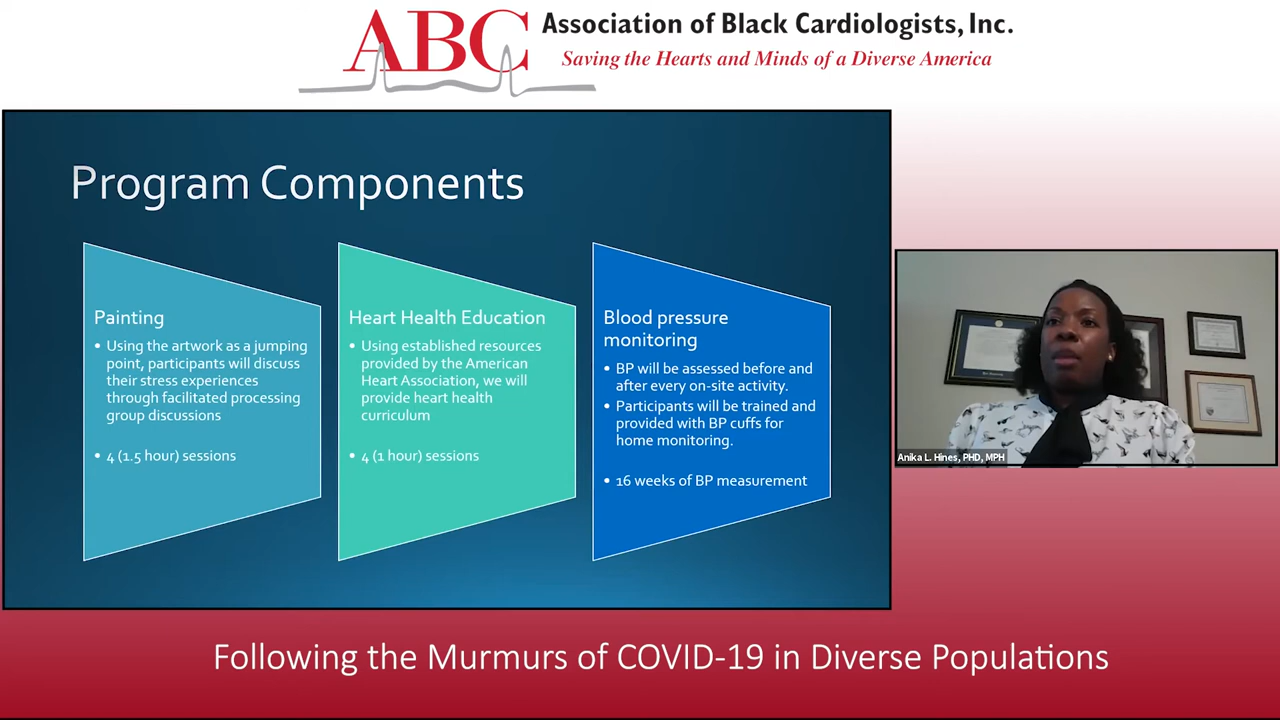 ABC
Association of Black Cardiologists, Inc.
Saving the Hearts and Minds of a Diverse America
Program Components
Painting
• Using the artwork as a jumping
point, participants will discuss
their stress experiences
through facilitated processing
group discussions
• 4 (1.5 hour) sessions
Heart Health Education
• Using established resources
provided by the American
Heart Association, we will
provide heart health
curriculum
• 4 (1 hour) sessions
Blood pressure
monitoring
• BP will be assessed before and
after every on-site activity.
• Participants will be trained and
provided with BP cuffs for
home monitoring.
• 16 weeks of BP measurement
Anika L. Hines, PHD, MPH
Following the Murmurs of COVID-19 in Diverse Populations